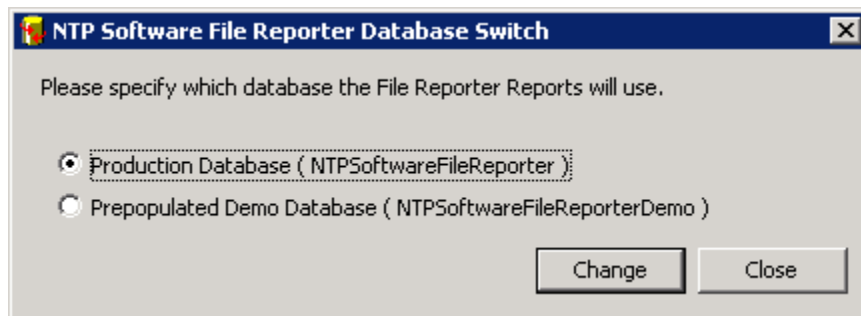 NTP Software File Reporter Database Switch
Please specify which database the File Reporter Reports will use.
Production Database ( NTPSoftwareFileReporter )
Prepopulated Demo Database ( NTPSoftwareFileReporterDemo )
Change Close